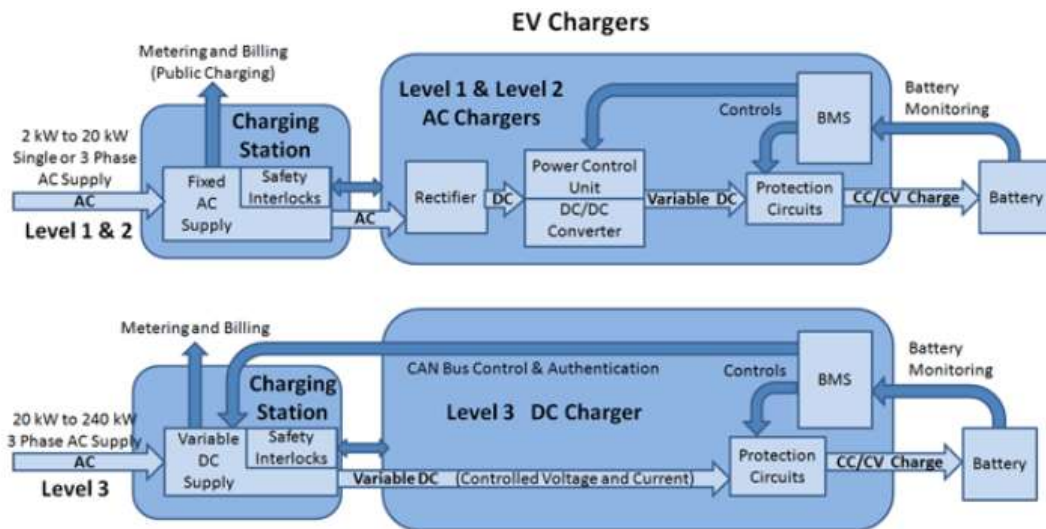 EV Chargers
Metering and Billing
(Public Charging)
Level 1 & Level 2
AC Chargers
Charging
Station
2 kW to 20 kW
Single or 3 Phase
AC Supply
AC
Level 1 & 2
Fixed
AC
Supply
Safety
Interlocks
AC
Rectifier
DC
Power Control
Unit
DC/DC
Converter
Variable DC
Controls
BMS
Protection
Circuits
Battery
Monitoring
CC/CV Charge
Battery
Metering and Billing
Charging
Station
20 kW to 240 kW
3 Phase AC Supply
AC
Level 3
Variable
DC
Supply
Safety
Interlocks
CAN Bus Control & Authentication
Level 3 DC Charger
Variable DC (Controlled Voltage and Current)
Controls
BMS
Protection
Circuits
Battery
Monitoring
CC/CV Charge
Battery